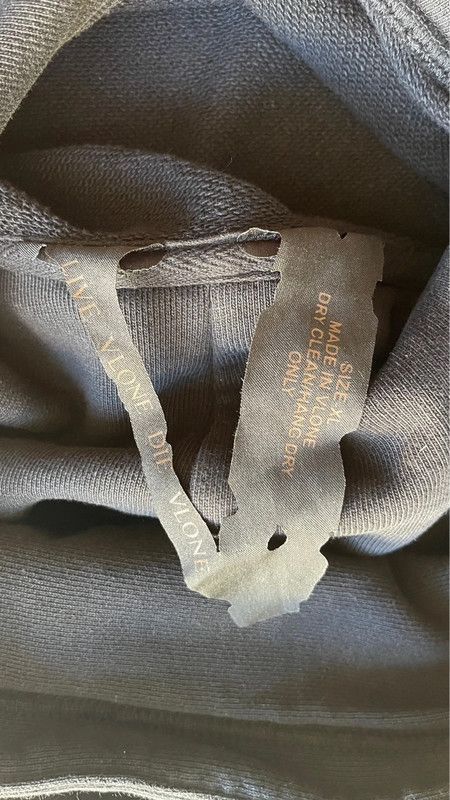 LIVE VLONE DIE VLONE
SIZE XL
MADE IN VLONE
DRY CLEAN/HANG DRY
ONLY